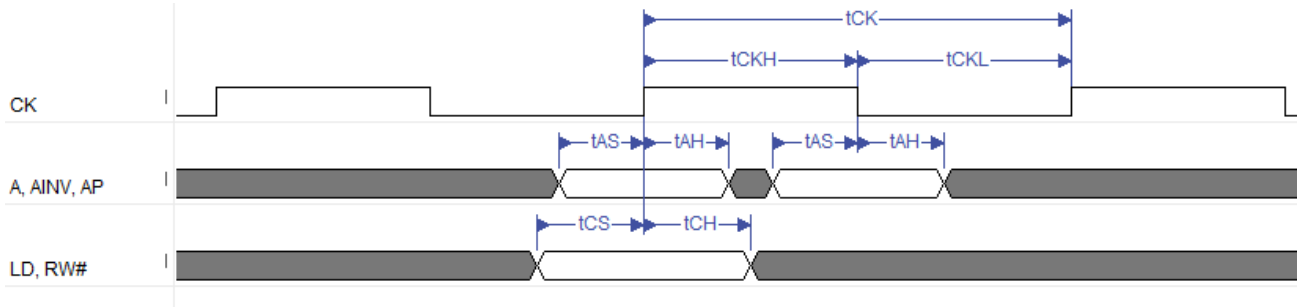 tCK
tCKH tCKL
CK
tAS tAH tAS tAH
A, AINV, AP
tCS tCH
LD, RW#